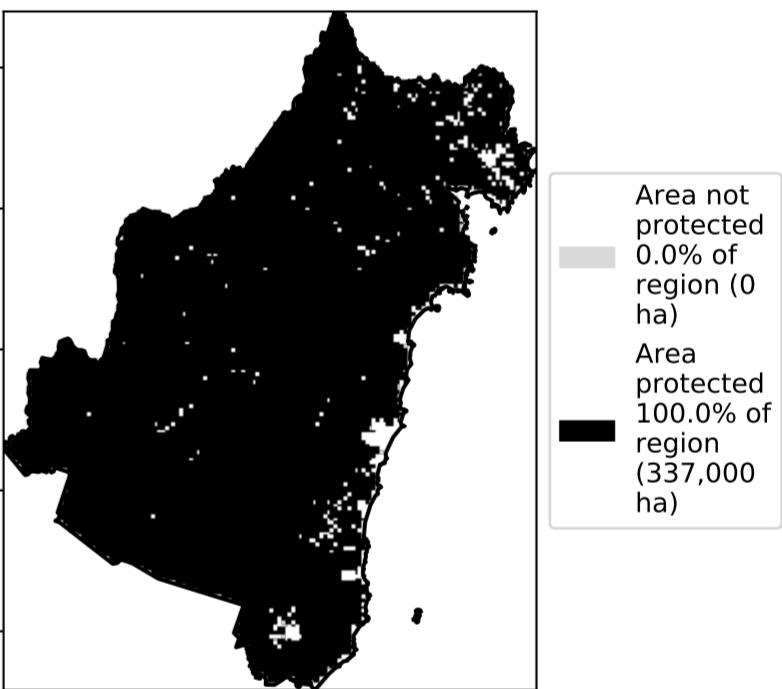 Area not
protected
0.0% of
region (0
ha)
Area
protected
100.0% of
region
(337,000
ha)